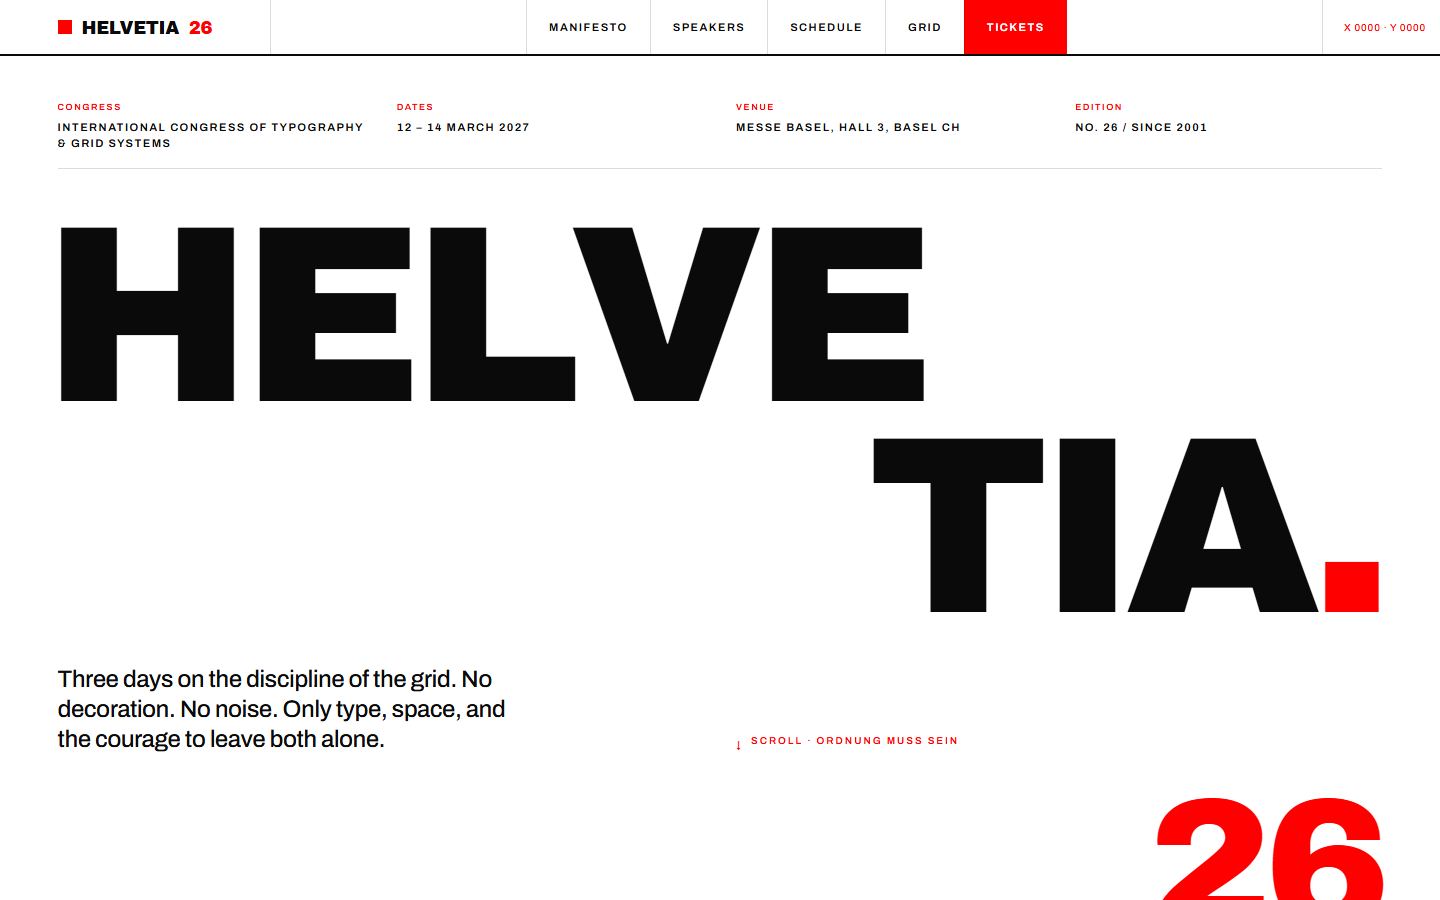 HELVETIA 26
MANIFESTO
SPEAKERS
SCHEDULE
GRID
TICKETS
X 0000 · Y 0000
CONGRESS
INTERNATIONAL CONGRESS OF TYPOGRAPHY
& GRID SYSTEMS
DATES
12 – 14 MARCH 2027
VENUE
MESSE BASEL, HALL 3, BASEL CH
EDITION
NO. 26 / SINCE 2001
HELVE
TIA.
Three days on the discipline of the grid. No
decoration. No noise. Only type, space, and
the courage to leave both alone.
↓ SCROLL · ORDNUNG MUSS SEIN
26